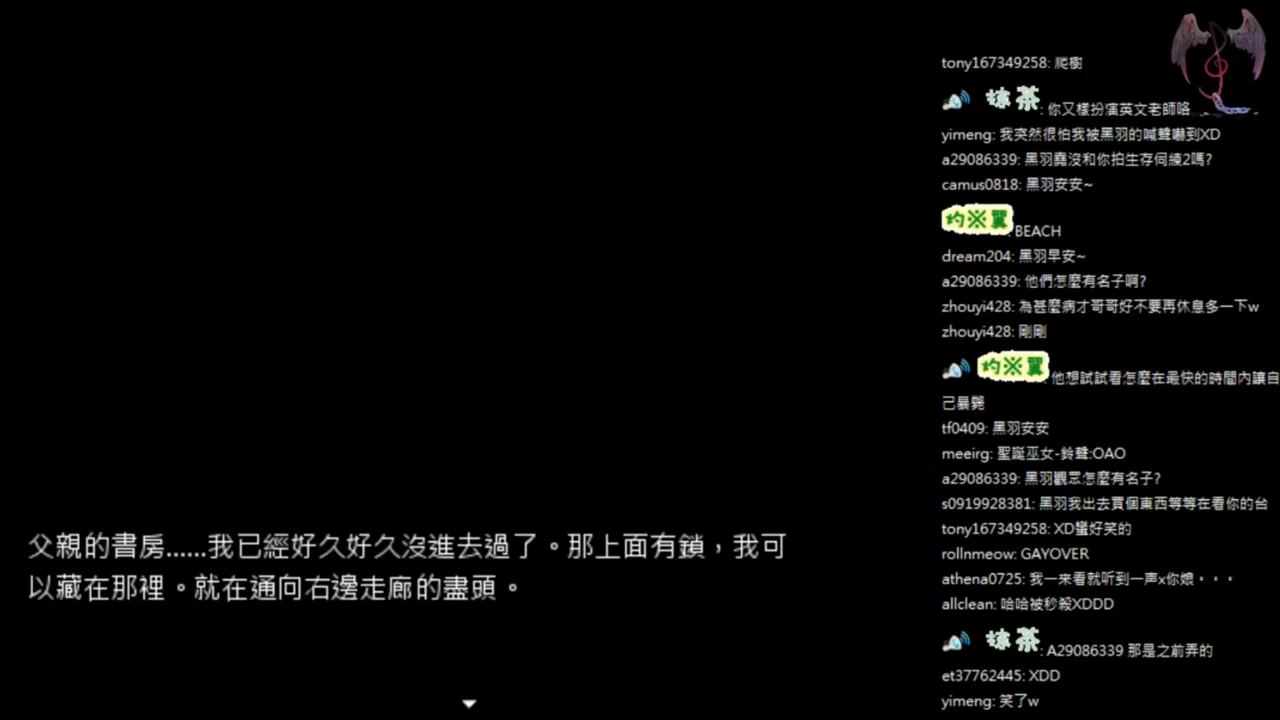 父親的書房......我已經好久好久沒進去過了。那上面有鎖，我可
以藏在那裡。就在通向右邊走廊的盡頭。
tony167349258: 爬樹
抹茶: 你又樣扮演英文老師咯
yimeng: 我突然很怕我被黑羽的喊聲嚇到XD
a29086339: 黑羽堯沒和你拍生存伺練2嗎?
camus0818: 黑羽安安~
灼※翼: BEACH
dream204: 黑羽早安~
a29086339: 他們怎麼有名子啊?
zhouyi428: 為甚麼病才哥哥好不要再休息多一下w
zhouyi428: 剛剛
灼※翼: 他想試試看怎麼在最快的時間內讓自
己暴斃
tf0409: 黑羽安安
meeirg: 聖誕巫女-鈴聲:OAO
a29086339: 黑羽觀眾怎麼有名子?
s0919928381: 黑羽我出去買個東西等等在看你的台
tony167349258: XD蠻好笑的
rollnmeow: GAYOVER
athena0725: 我一來看就听到一声x你娘。。。
allclean: 哈哈被秒殺XDDD
抹茶: A29086339 那是之前弄的
et37762445: XDD
yimeng: 笑了w